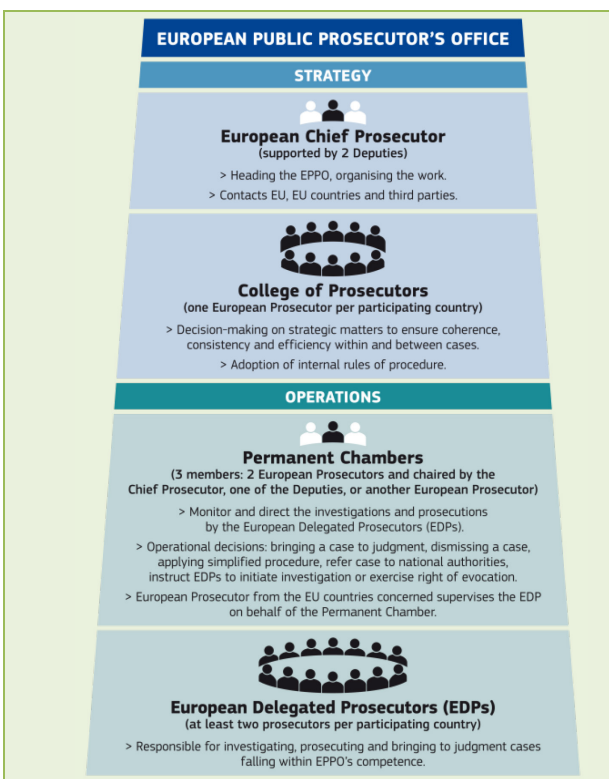 EUROPEAN PUBLIC PROSECUTOR'S OFFICE
STRATEGY
European Chief Prosecutor
(supported by 2 Deputies)
> Heading the EPPO, organising the work.
> Contacts EU, EU countries and third parties.
College of Prosecutors
(one European Prosecutor per participating country)
> Decision-making on strategic matters to ensure coherence,
consistency and efficiency within and between cases.
> Adoption of internal rules of procedure.
OPERATIONS
Permanent Chambers
(3 members: 2 European Prosecutors and chaired by the
Chief Prosecutor, one of the Deputies, or another European Prosecutor)
> Monitor and direct the investigations and prosecutions
by the European Delegated Prosecutors (EDPs).
> Operational decisions: bringing a case to judgment, dismissing a case,
applying simplified procedure, refer case to national authorities,
instruct EDPs to initiate investigation or exercise right of evocation.
> European Prosecutor from the EU countries concerned supervises the EDP
on behalf of the Permanent Chamber.
European Delegated Prosecutors (EDPs)
(at least two prosecutors per participating country)
> Responsible for investigating, prosecuting and bringing to judgment cases
falling within EPPO's competence.